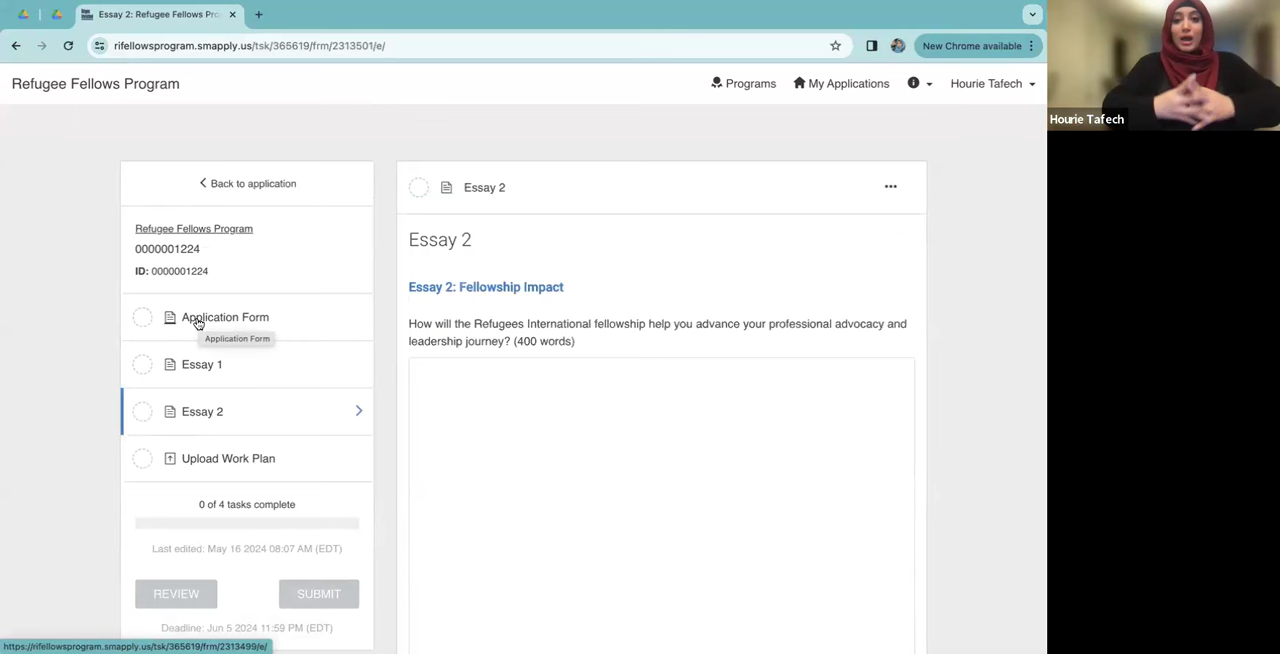 Essay 2: Refugee Fellows Pro
rifellowsprogram.smapply.us/tsk/365619/frm/2313501/e/
New Chrome available
Refugee Fellows Program
Programs
My Applications
Hourie Tafech
Hourie Tafech
Back to application
Refugee Fellows Program
0000001224
ID: 0000001224
Application Form
Application Form
Essay 1
Essay 2
Upload Work Plan
0 of 4 tasks complete
Last edited: May 16 2024 08:07 AM (EDT)
REVIEW
SUBMIT
Deadline: Jun 5 2024 11:59 PM (EDT)
Essay 2
Essay 2
Essay 2: Fellowship Impact
How will the Refugees International fellowship help you advance your professional advocacy and
leadership journey? (400 words)
https://rifellowsprogram.smapply.us/tsk/365619/frm/2313499/e/